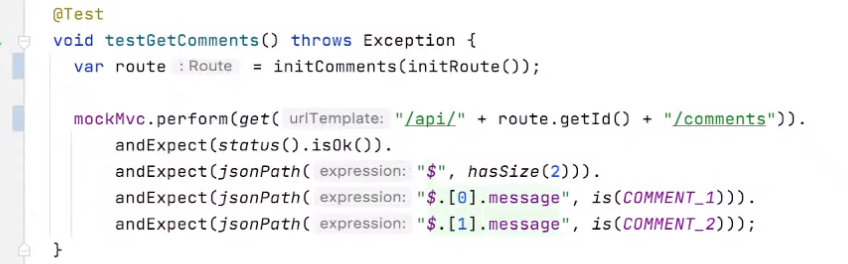 @Test
void testGetComments() throws Exception {
var route : Route = initComments(initRoute());
mockMvc.perform(get( urlTemplate: "/api/" + route.getId() + "/comments")).
andExpect(status().isOk()).
andExpect(jsonPath( expression: "$", hasSize(2))).
andExpect(jsonPath( expression: "$.[0].message", is(COMMENT_1))).
andExpect(jsonPath( expression: "$.[1].message", is(COMMENT_2)));
}